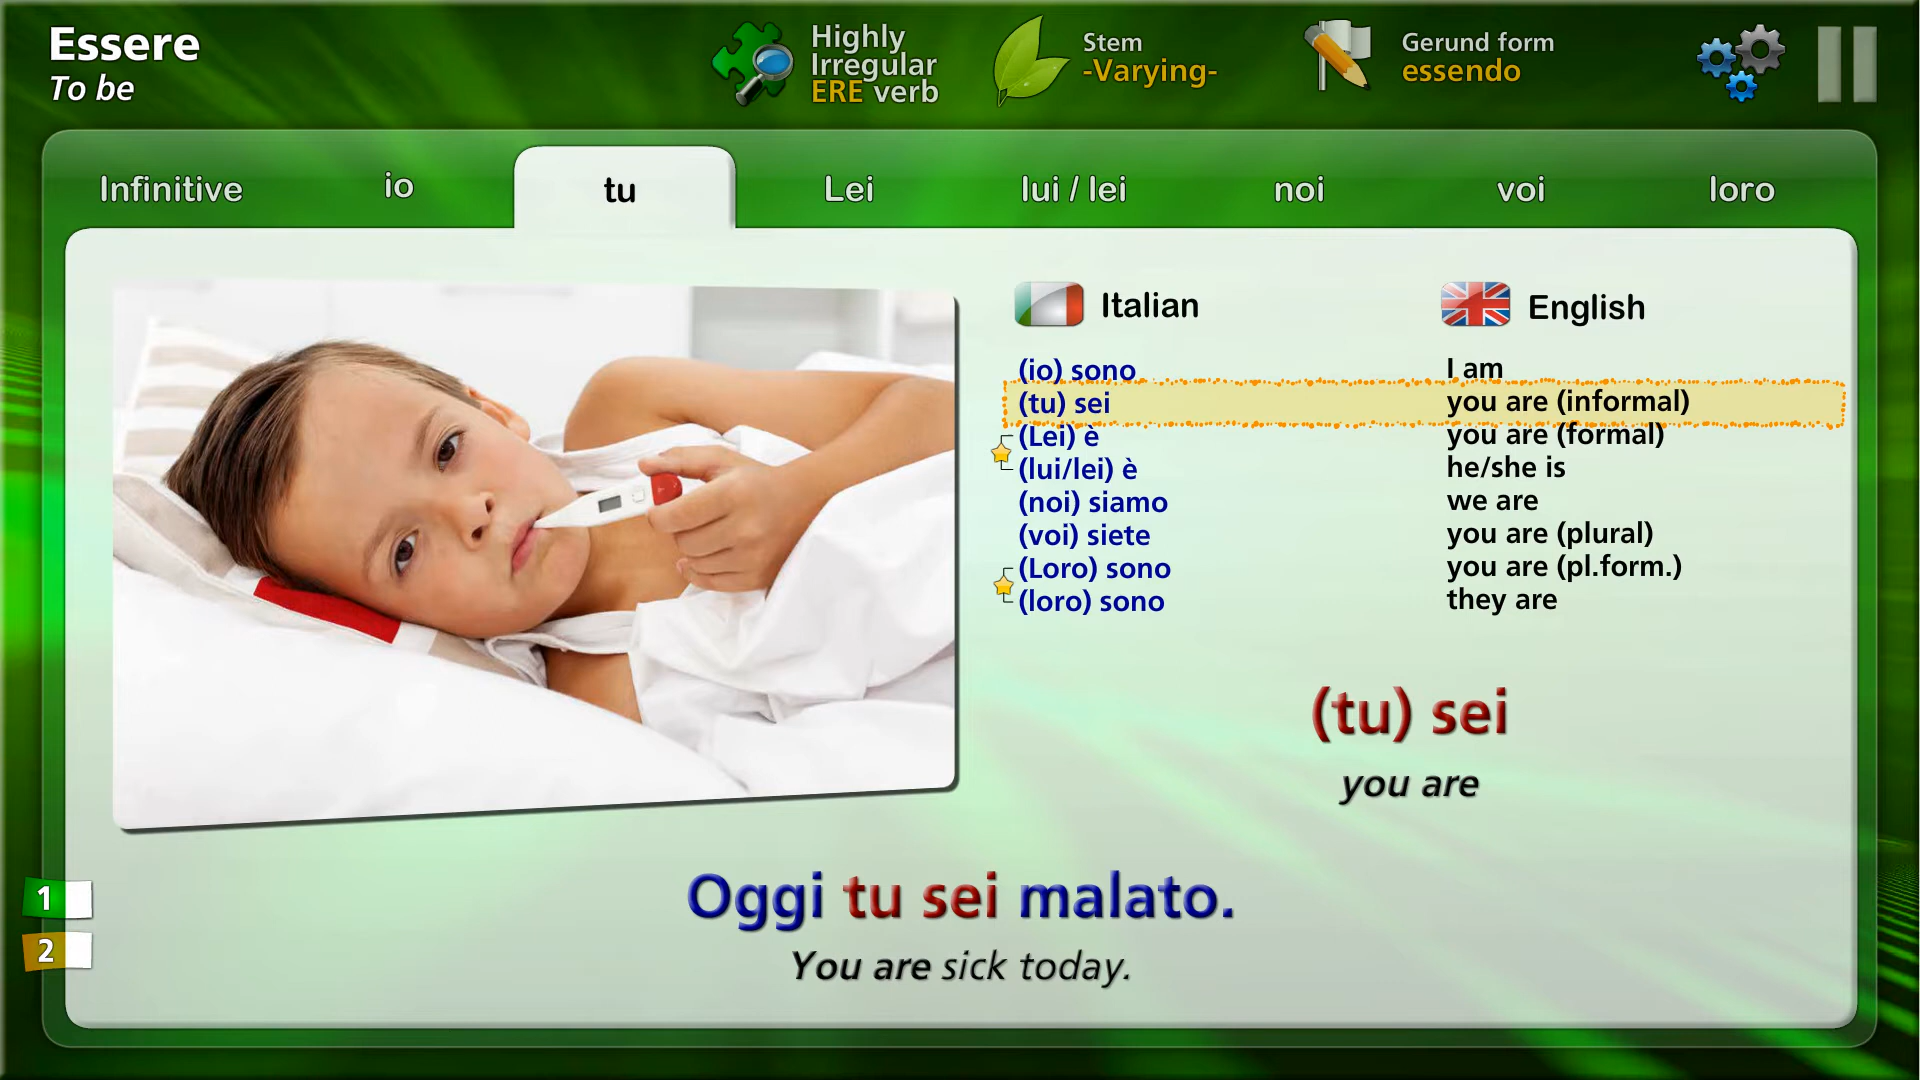 Essere
To be
Highly
Irregular
ERE verb
Stem
-Varying-
Gerund form
essendo
Infinitive
io
tu
Lei
lui / lei
noi
voi
loro
Italian
English
(io) sono
I am
(tu) sei
you are (informal)
(Lei) è
you are (formal)
(lui/lei) è
he/she is
(noi) siamo
we are
(voi) siete
you are (plural)
(Loro) sono
you are (pl.form.)
(loro) sono
they are
(tu) sei
you are
1
2
Oggi tu sei malato.
You are sick today.